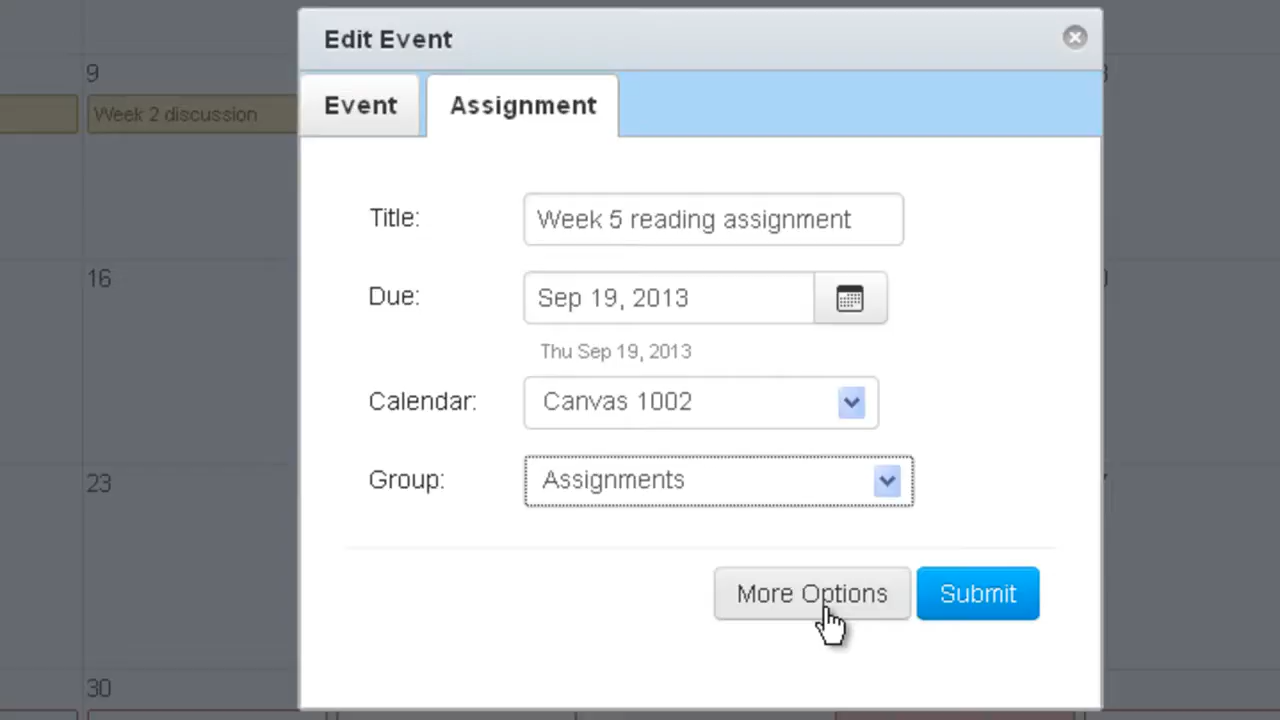 Edit Event
9
Event
Assignment
Week 2 discussion
Title:
Week 5 reading assignment
16
Due:
Sep 19, 2013
Thu Sep 19, 2013
Calendar:
Canvas 1002
23
Group:
Assignments
More Options
Submit
30